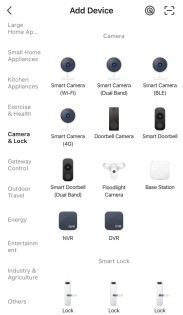 Add Device
Large
Home Ap...
Small Home
Appliances
Kitchen
Appliances
Exercise
& Health
Camera
& Lock
Gateway
Control
Outdoor
Travel
Energy
Entertainm
ent
Industry &
Agriculture
Others
Camera
Smart Camera
(Wi-Fi)
Smart Camera
(Dual Band)
Smart Camera
(BLE)
Smart Camera
(4G)
Doorbell Camera
Smart Doorbell
Smart Doorbell
(Dual Band)
Floodlight
Camera
Base Station
NVR
DVR
Smart Lock
Lock
Lock
Lock